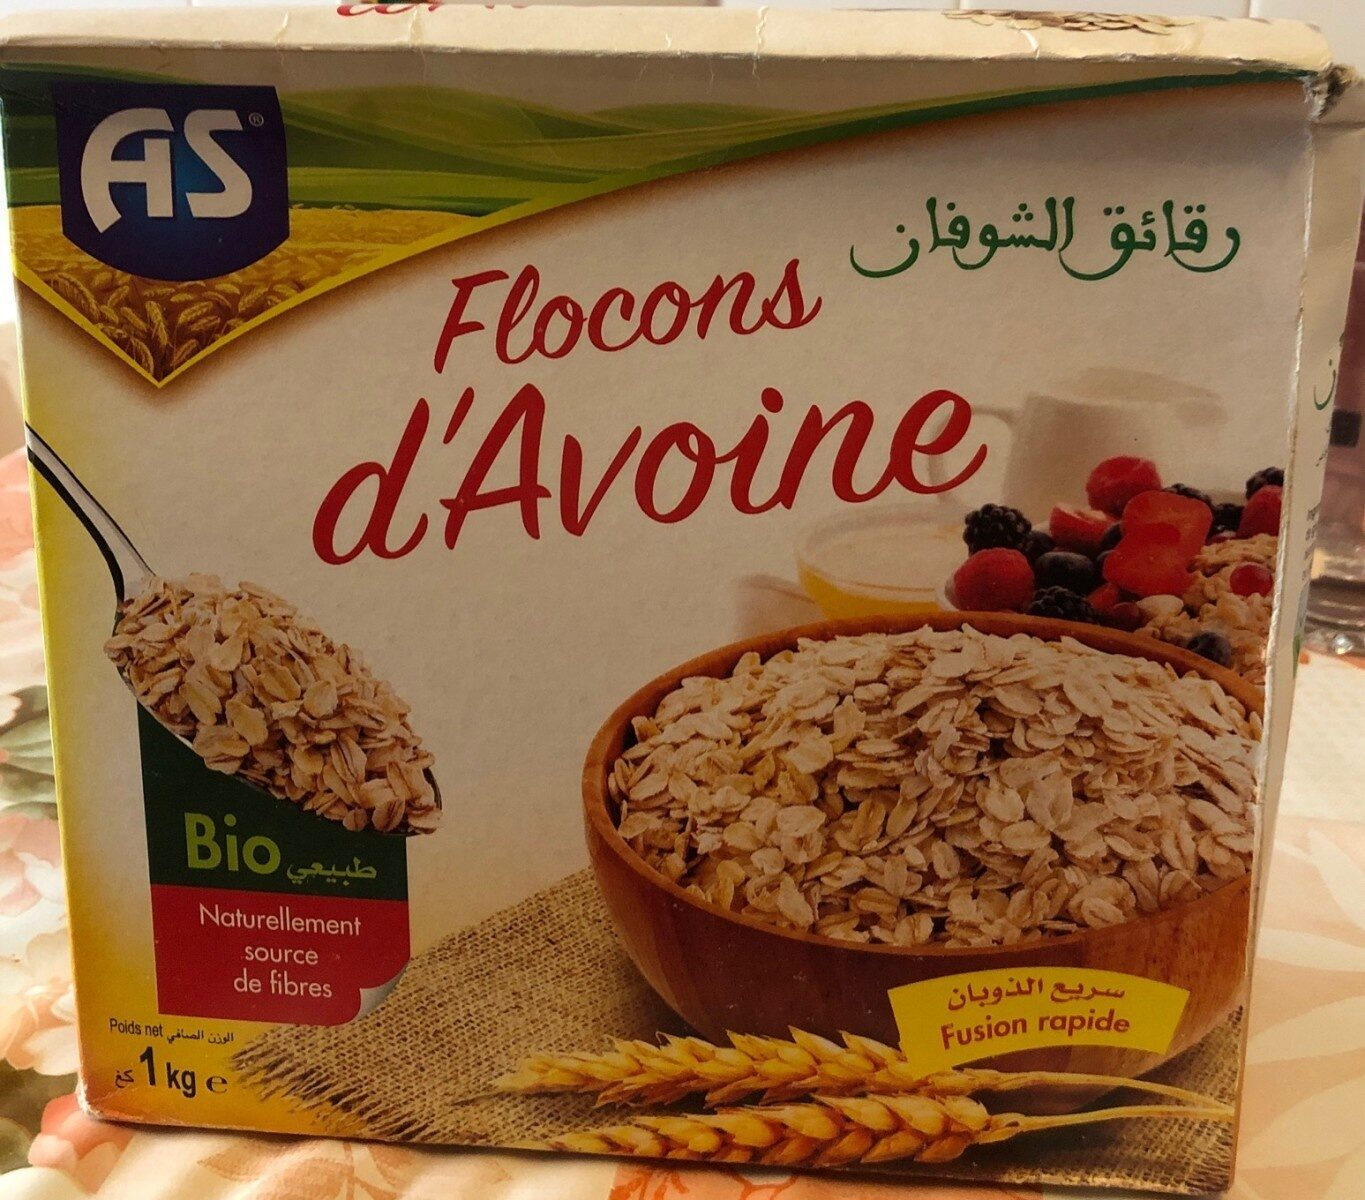 AS®
رقائق الشوفان
Flocons
d'Avoine
Bio طبيعي
Naturellement
source
de fibres
Poids net الوزن الصافي
1 kg e كغ
سريع الذوبان
Fusion rapide